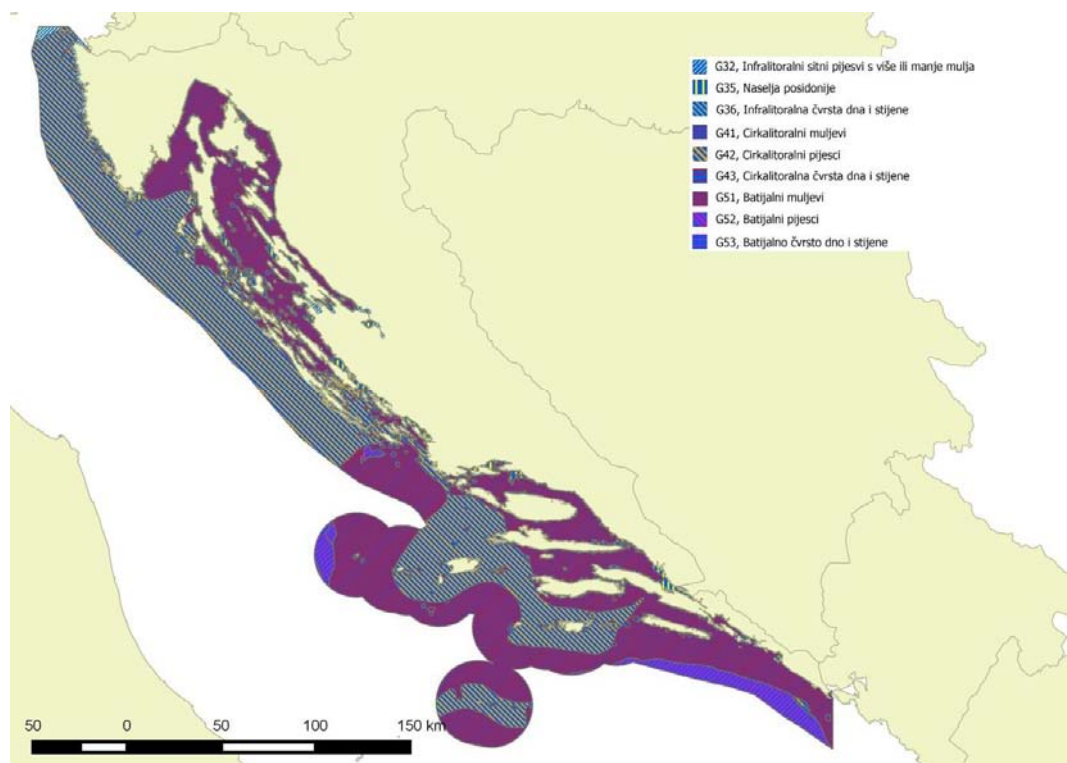 G32, Infralitoralni sitni pijesvi s više ili manje mulja
G35, Naselja posidonije
G36, Infralitoralna čvrsta dna i stijene
G41, Cirkalitoralni muljevi
G42, Cirkalitoralni pijesci
G43, Cirkalitoralna čvrsta dna i stijene
G51, Batijalni muljevi
G52, Batijalni pijesci
G53, Batijalno čvrsto dno i stijene
50 0 50 100 150 km